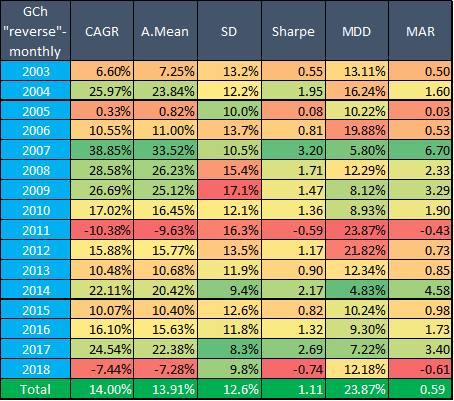 GCh "reverse"-monthly CAGR A.Mean SD Sharpe MDD MAR
2003 6.60% 7.25% 13.2% 0.55 13.11% 0.50
2004 25.97% 23.84% 12.2% 1.95 16.24% 1.60
2005 0.33% 0.82% 10.0% 0.08 10.22% 0.03
2006 10.55% 11.00% 13.7% 0.81 19.88% 0.53
2007 38.85% 33.52% 10.5% 3.20 5.80% 6.70
2008 28.58% 26.23% 15.4% 1.71 12.29% 2.33
2009 26.69% 25.12% 17.1% 1.47 8.12% 3.29
2010 17.02% 16.45% 12.1% 1.36 8.93% 1.90
2011 -10.38% -9.63% 16.3% -0.59 23.87% -0.43
2012 15.88% 15.77% 13.5% 1.17 21.82% 0.73
2013 10.48% 10.68% 11.9% 0.90 12.34% 0.85
2014 22.11% 20.42% 9.4% 2.17 4.83% 4.58
2015 10.07% 10.40% 12.6% 0.82 10.24% 0.98
2016 16.10% 15.63% 11.8% 1.32 9.30% 1.73
2017 24.54% 22.38% 8.3% 2.69 7.22% 3.40
2018 -7.44% -7.28% 9.8% -0.74 12.18% -0.61
Total 14.00% 13.91% 12.6% 1.11 23.87% 0.59